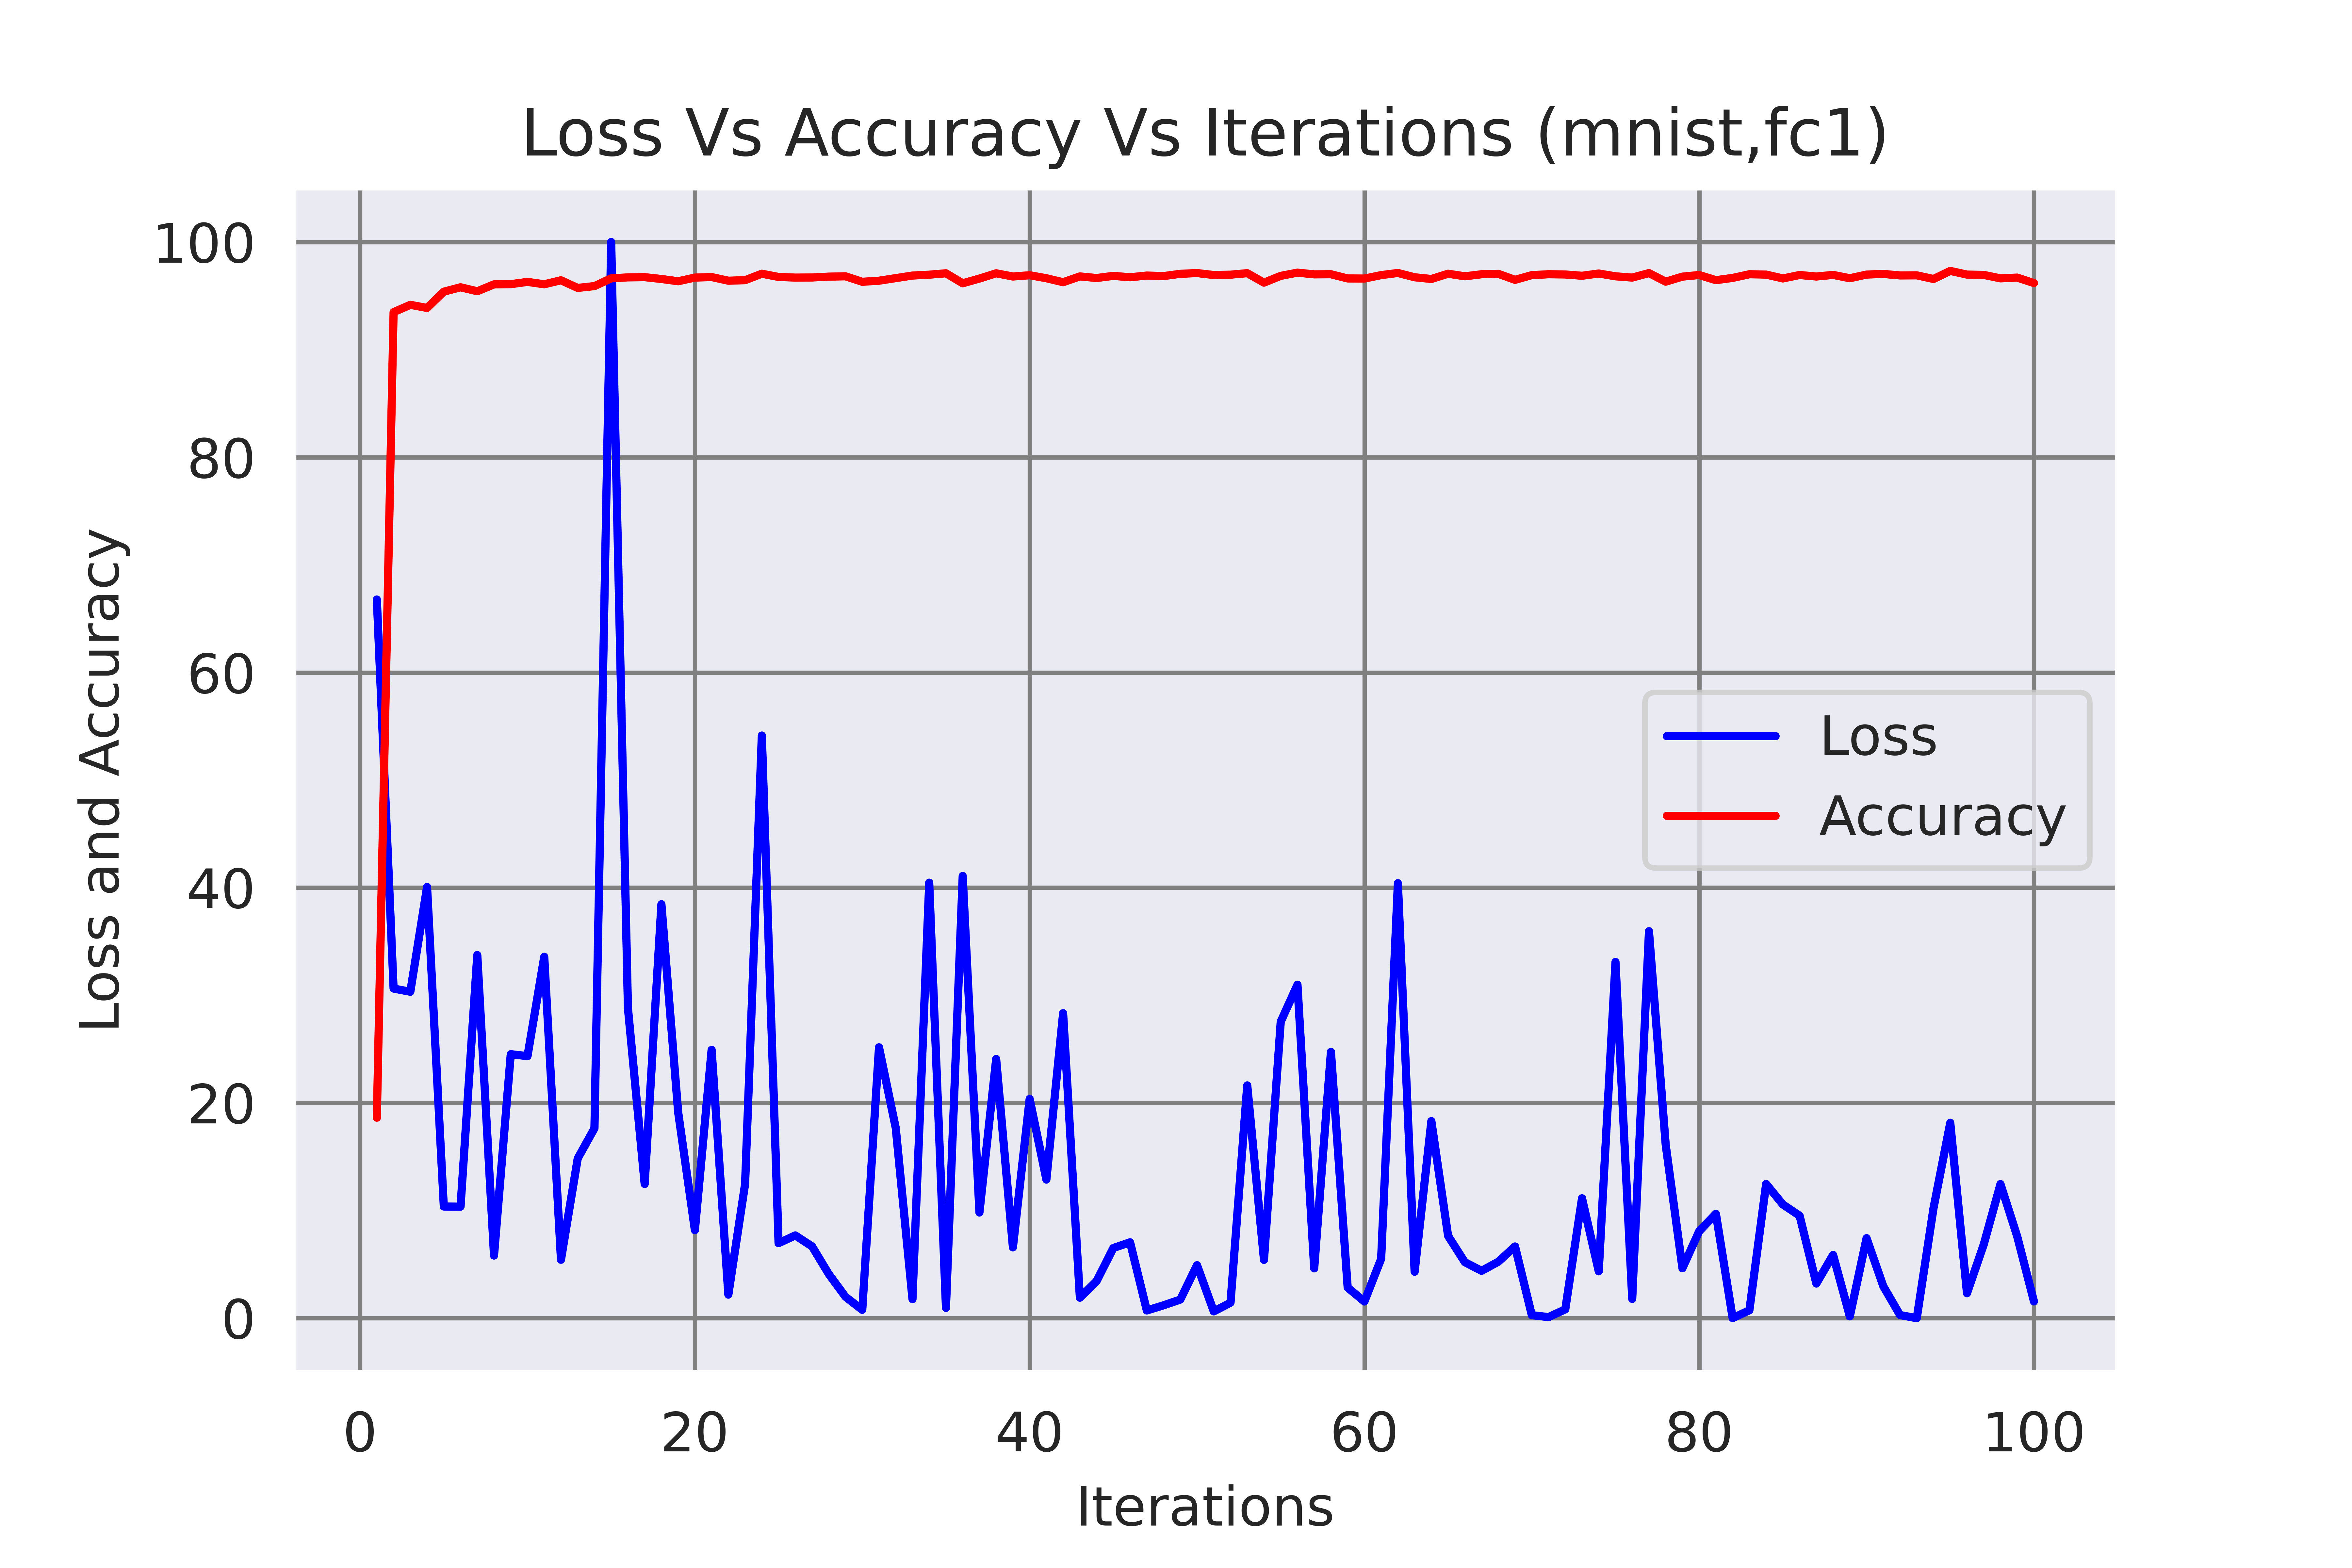 Loss Vs Accuracy Vs Iterations (mnist,fc1)
100
80
60
40
20
0
Loss and Accuracy
Loss
Accuracy
0 20 40 60 80 100
Iterations